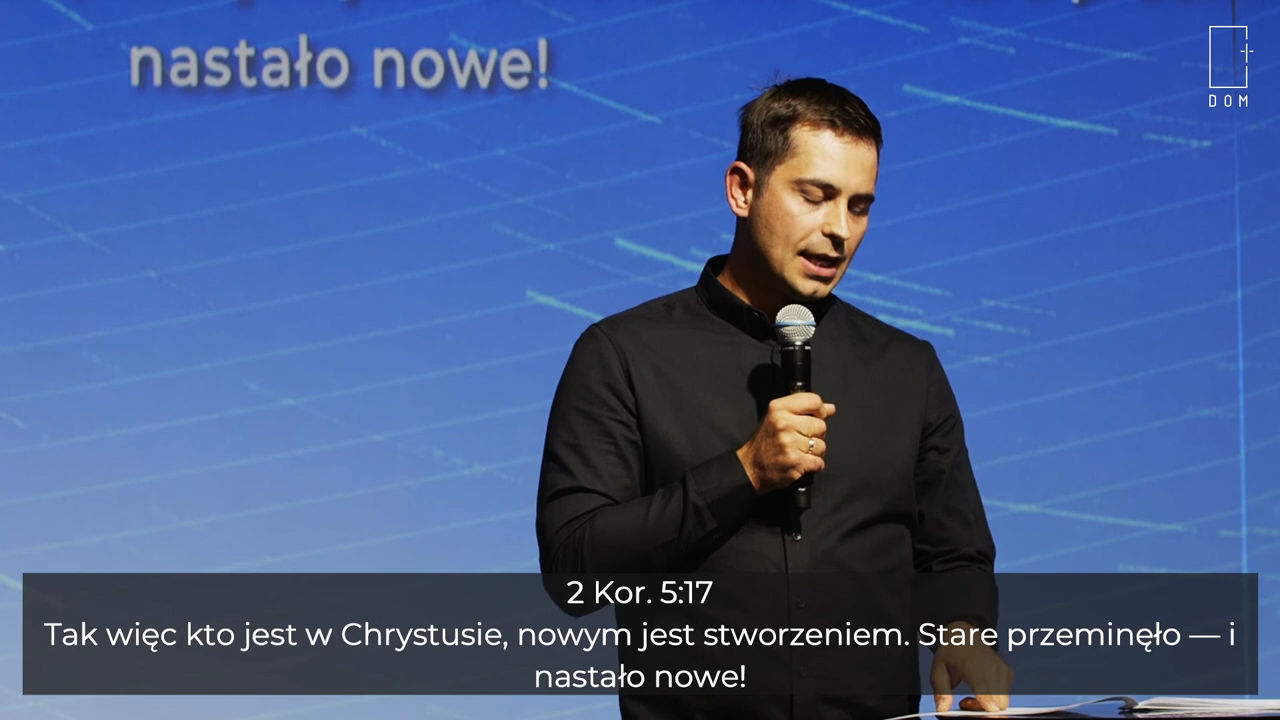 nastało nowe!
DOM
2 Kor. 5:17
Tak więc kto jest w Chrystusie, nowym jest stworzeniem. Stare przeminęło — i
nastało nowe!